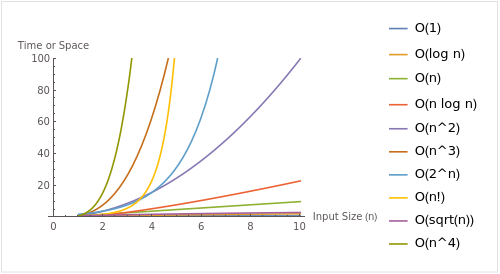 Time or Space
100
80
60
40
20
0
2
4
6
8
10
Input Size (n)
O(1)
O(log n)
O(n)
O(n log n)
O(n^2)
O(n^3)
O(2^n)
O(n!)
O(sqrt(n))
O(n^4)